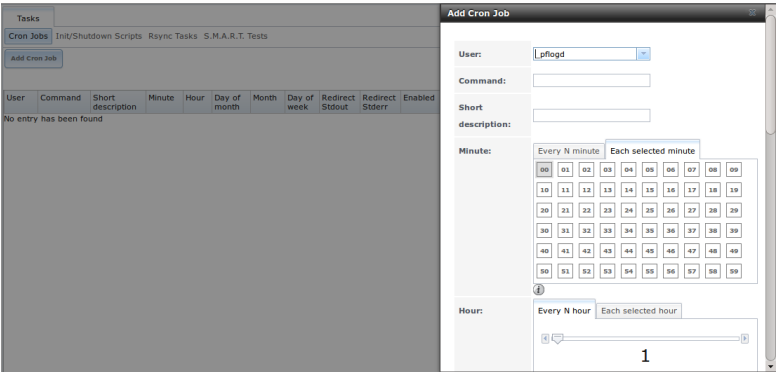 Tasks
Cron Jobs Init/Shutdown Scripts Rsync Tasks S.M.A.R.T. Tests
Add Cron Job
User Command Short description Minute Hour Day of month Month Day of week Redirect Stdout Redirect Stderr Enabled
No entry has been found
Add Cron Job
User: _pflogd
Command:
Short
description:
Minute: Every N minute Each selected minute
00 01 02 03 04 05 06 07 08 09
10 11 12 13 14 15 16 17 18 19
20 21 22 23 24 25 26 27 28 29
30 31 32 33 34 35 36 37 38 39
40 41 42 43 44 45 46 47 48 49
50 51 52 53 54 55 56 57 58 59
Hour: Every N hour Each selected hour
1